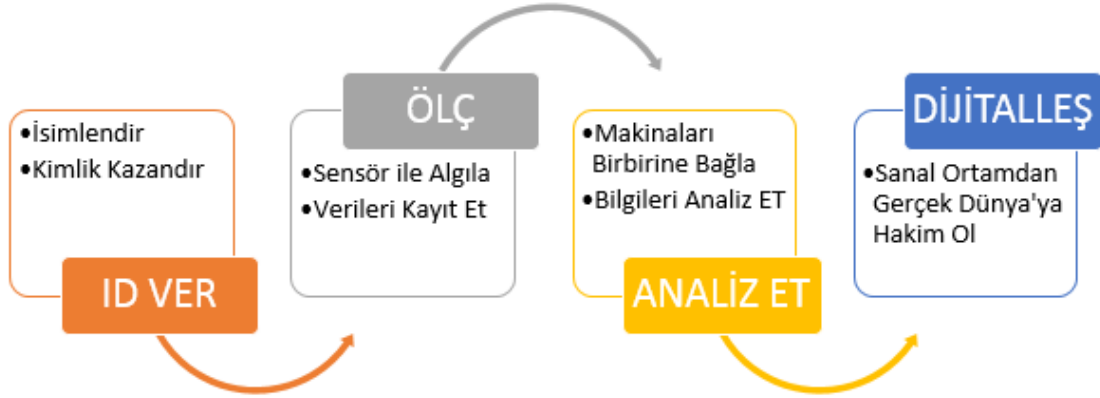 •İsimlendir
•Kimlik Kazandır
ID VER
ÖLÇ
•Sensör ile Algıla
•Verileri Kayıt Et
•Makinaları
Birbirine Bağla
•Bilgileri Analiz ET
ANALİZ ET
DİJİTALLEŞ
•Sanal Ortamdan
Gerçek Dünya'ya
Hakim Ol